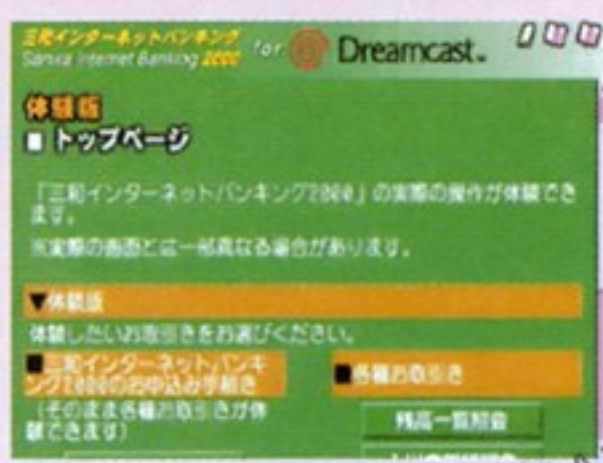 三和インターネットバンキング
Sanwa Internet Banking 2000 for Dreamcast.
体験版
■ トップページ
「三和インターネットバンキング2000」の実際の操作が体験でき
ます。
※実際の画面とは一部異なる場合があります。
▼体験版
体験したいお取引きをお選びください。
■三和インターネットバンキ
ング2000のお申込み手続き
(そのまま各種お取引きが体
験できます)
■各種お取引き
残高一覧照会